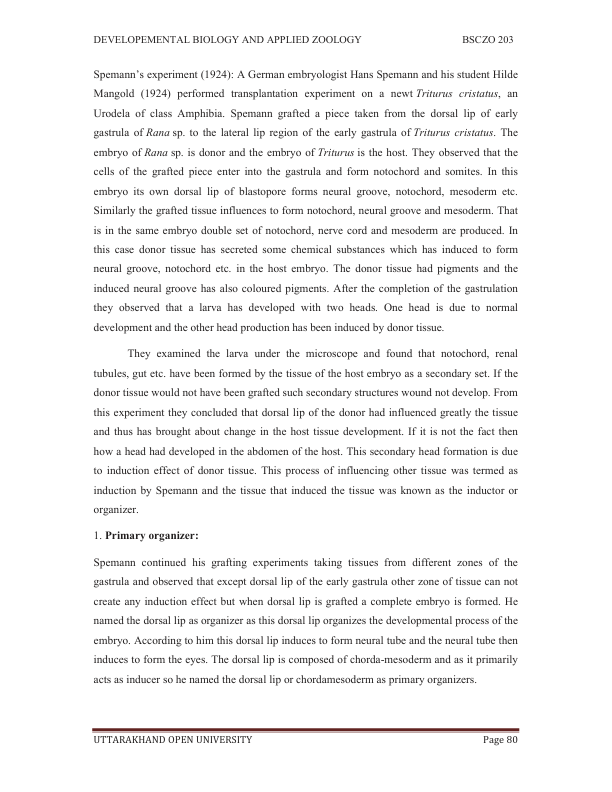 DEVELOPEMENTAL BIOLOGY AND APPLIED ZOOLOGY BSCZO 203
Spemann's experiment (1924): A German embryologist Hans Spemann and his student Hilde
Mangold (1924) performed transplantation experiment on a newt Triturus cristatus, an
Urodela of class Amphibia. Spemann grafted a piece taken from the dorsal lip of early
gastrula of Rana sp. to the lateral lip region of the early gastrula of Triturus cristatus. The
embryo of Rana sp. is donor and the embryo of Triturus is the host. They observed that the
cells of the grafted piece enter into the gastrula and form notochord and somites. In this
embryo its own dorsal lip of blastopore forms neural groove, notochord, mesoderm etc.
Similarly the grafted tissue influences to form notochord, neural groove and mesoderm. That
is in the same embryo double set of notochord, nerve cord and mesoderm are produced. In
this case donor tissue has secreted some chemical substances which has induced to form
neural groove, notochord etc. in the host embryo. The donor tissue had pigments and the
induced neural groove has also coloured pigments. After the completion of the gastrulation
they observed that a larva has developed with two heads. One head is due to normal
development and the other head production has been induced by donor tissue.
They examined the larva under the microscope and found that notochord, renal
tubules, gut etc. have been formed by the tissue of the host embryo as a secondary set. If the
donor tissue would not have been grafted such secondary structures wound not develop. From
this experiment they concluded that dorsal lip of the donor had influenced greatly the tissue
and thus has brought about change in the host tissue development. If it is not the fact then
how a head had developed in the abdomen of the host. This secondary head formation is due
to induction effect of donor tissue. This process of influencing other tissue was termed as
induction by Spemann and the tissue that induced the tissue was known as the inductor or
organizer.
1. Primary organizer:
Spemann continued his grafting experiments taking tissues from different zones of the
gastrula and observed that except dorsal lip of the early gastrula other zone of tissue can not
create any induction effect but when dorsal lip is grafted a complete embryo is formed. He
named the dorsal lip as organizer as this dorsal lip organizes the developmental process of the
embryo. According to him this dorsal lip induces to form neural tube and the neural tube then
induces to form the eyes. The dorsal lip is composed of chorda-mesoderm and as it primarily
acts as inducer so he named the dorsal lip or chordamesoderm as primary organizers.
UTTARAKHAND OPEN UNIVERSITY Page 80